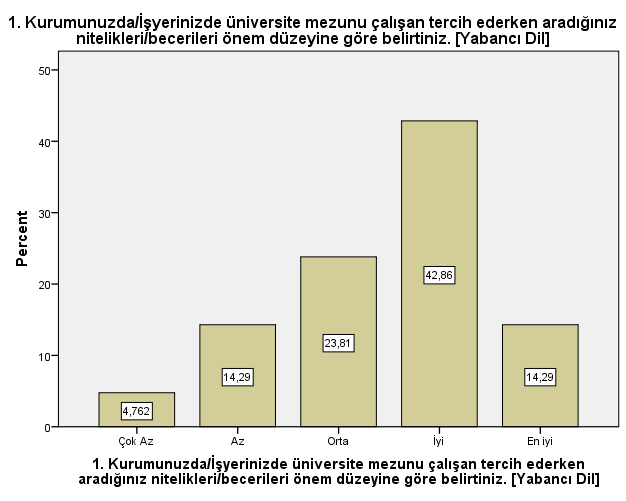 1. Kurumunuzda/İşyerinizde üniversite mezunu çalışan tercih ederken aradığınız
nitelikleri/becerileri önem düzeyine göre belirtiniz. [Yabancı Dil]
50
40
30
20
10
0
Percent
4,762
14,29
23,81
42,86
14,29
Çok Az
Az
Orta
İyi
En iyi
1. Kurumunuzda/İşyerinizde üniversite mezunu çalışan tercih ederken
aradığınız nitelikleri/becerileri önem düzeyine göre belirtiniz. [Yabancı Dil]